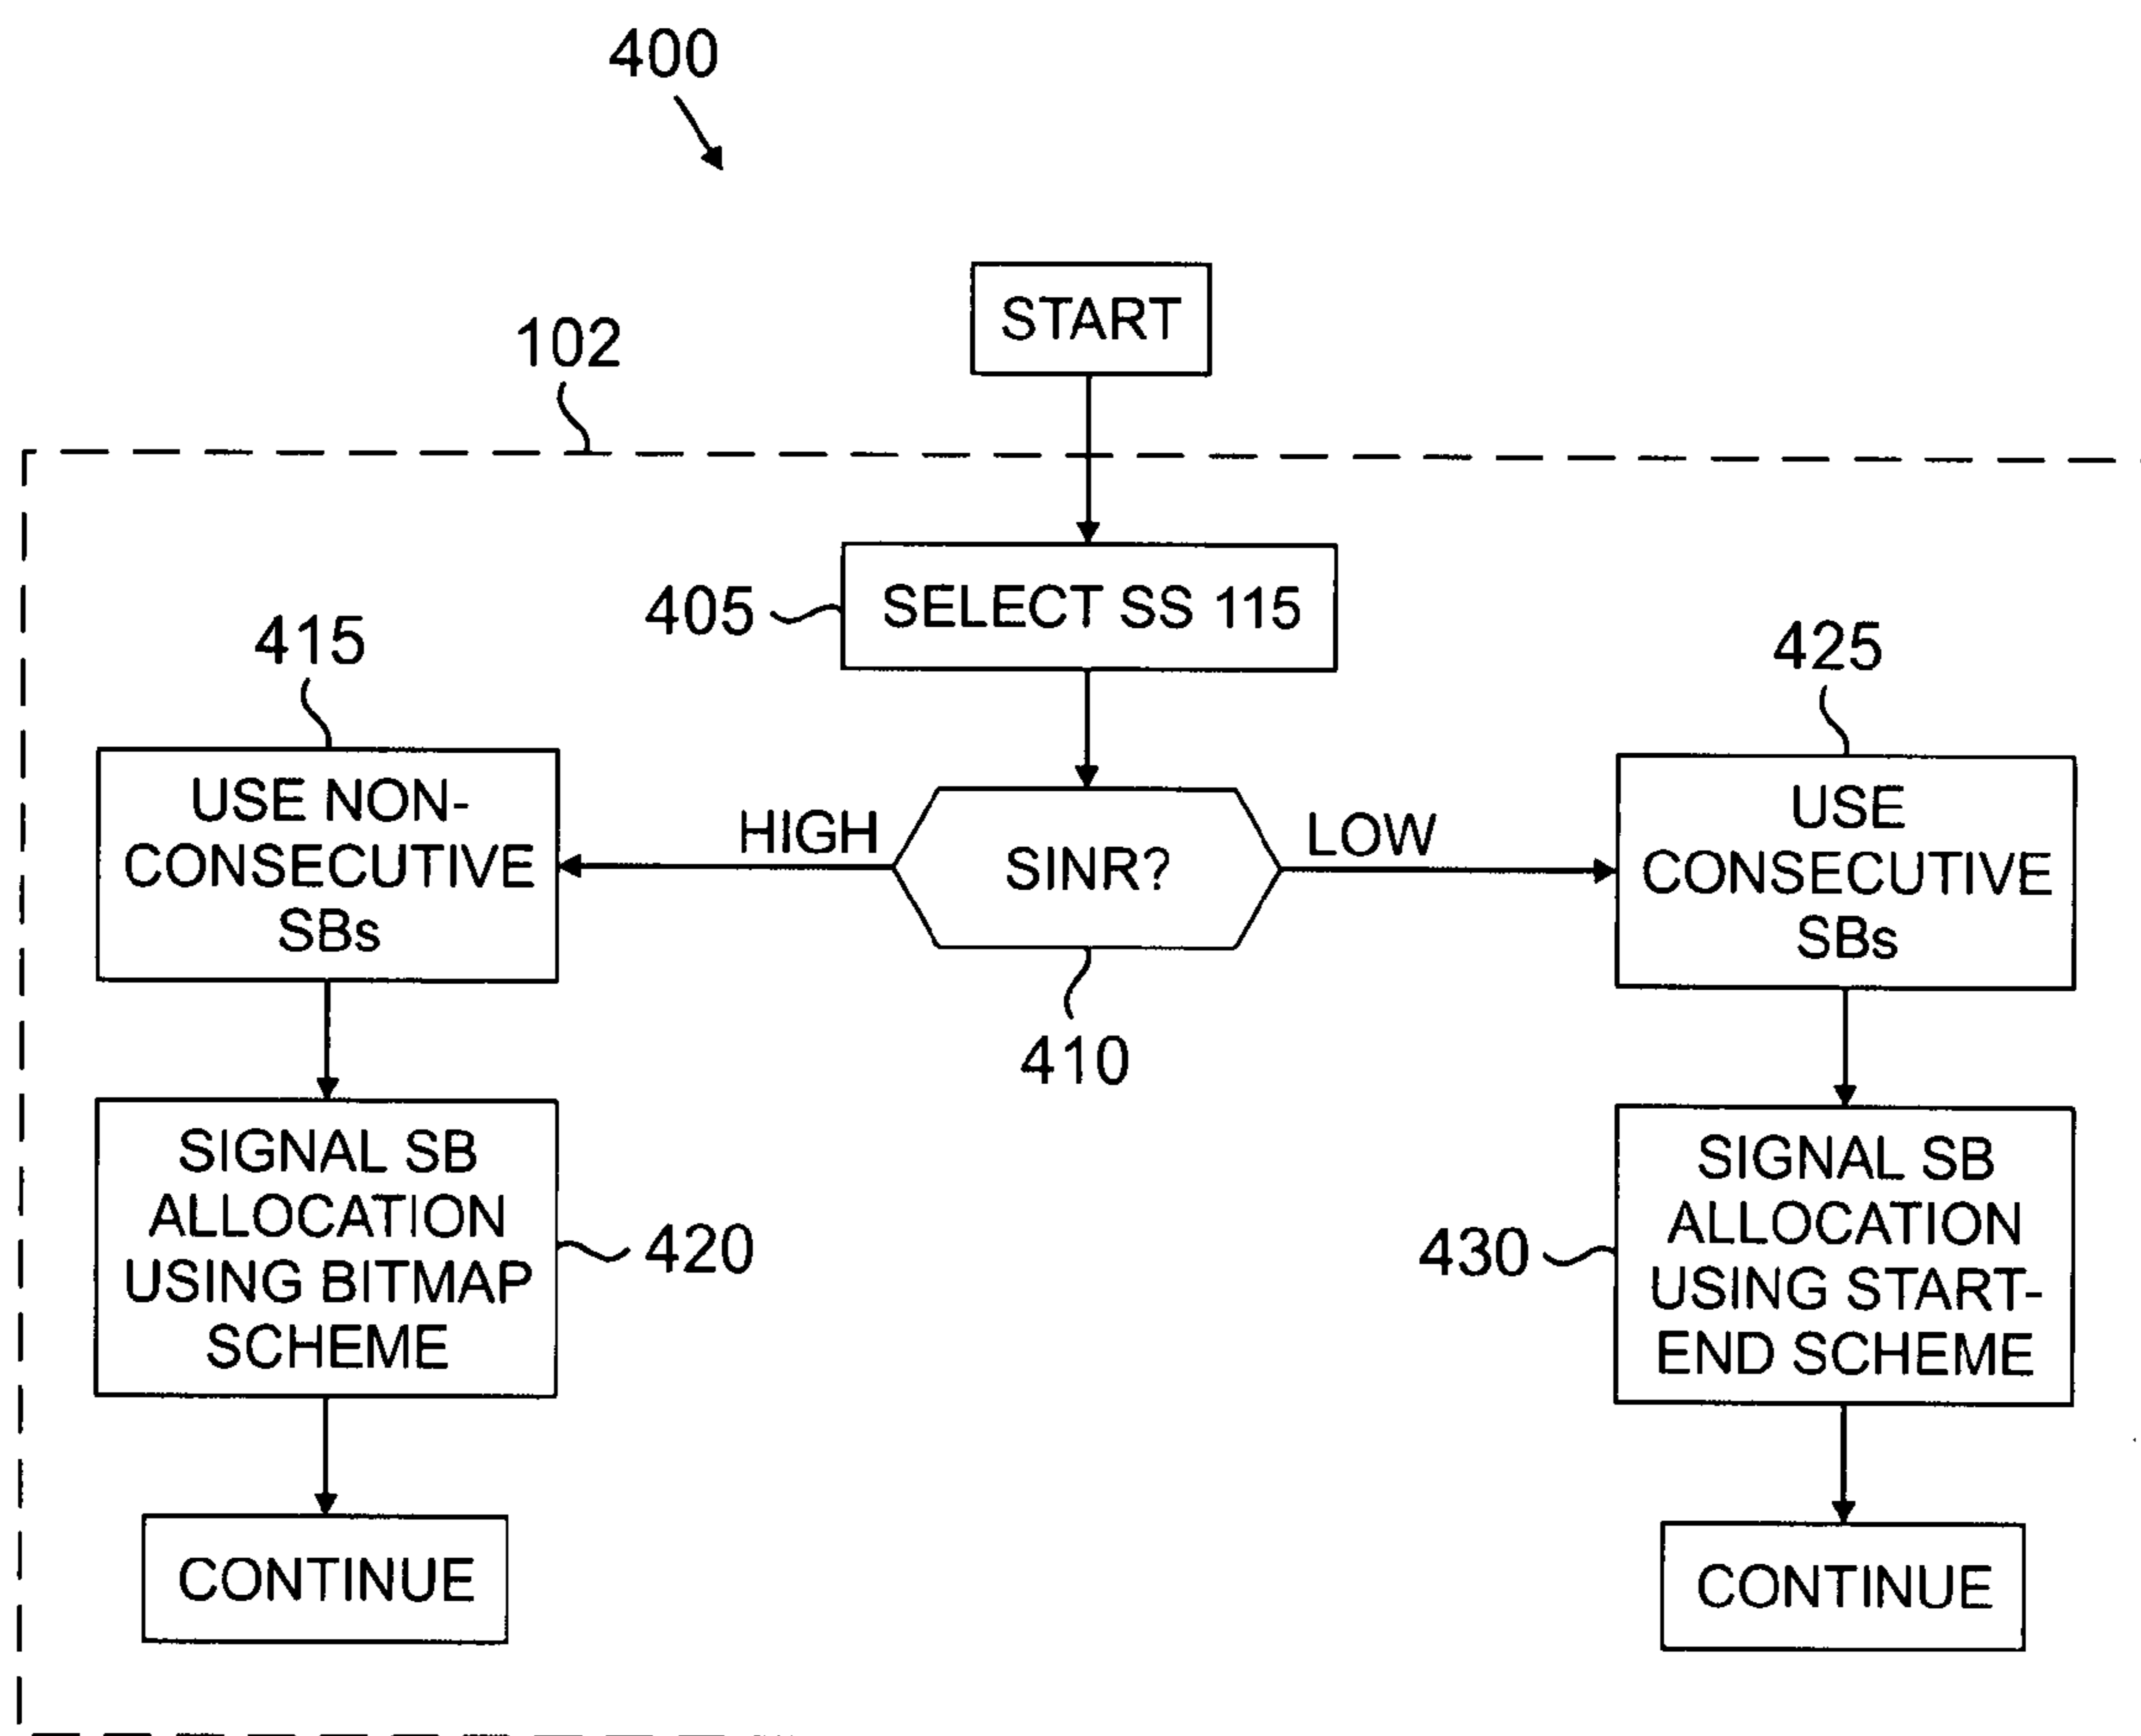 400
START
102
405
SELECT SS 115
415
USE NON-
CONSECUTIVE
SBs
HIGH
SINR?
LOW
425
USE
CONSECUTIVE
SBs
410
SIGNAL SB
ALLOCATION
USING BITMAP
SCHEME
420
430
SIGNAL SB
ALLOCATION
USING START-
END SCHEME
CONTINUE
CONTINUE